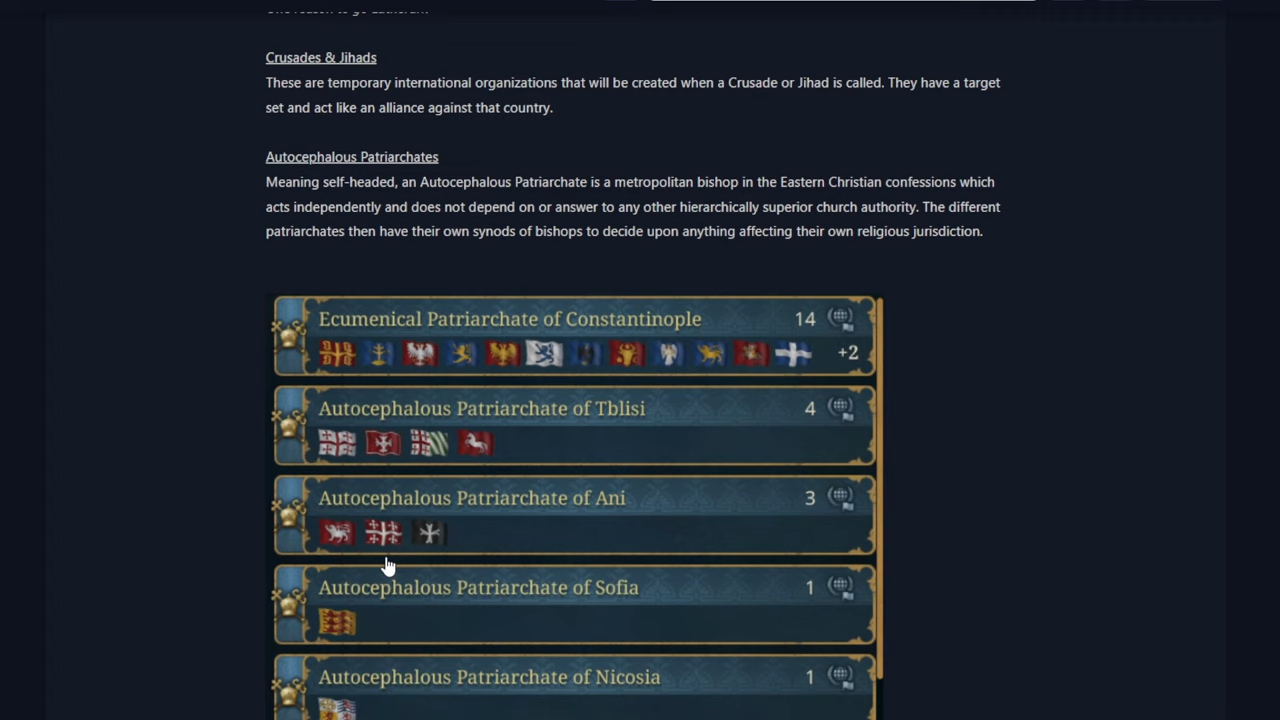 Crusades & Jihads
These are temporary international organizations that will be created when a Crusade or Jihad is called. They have a target
set and act like an alliance against that country.
Autocephalous Patriarchates
Meaning self-headed, an Autocephalous Patriarchate is a metropolitan bishop in the Eastern Christian confessions which
acts independently and does not depend on or answer to any other hierarchically superior church authority. The different
patriarchates then have their own synods of bishops to decide upon anything affecting their own religious jurisdiction.
Ecumenical Patriarchate of Constantinople 14
+2
Autocephalous Patriarchate of Tblisi 4
Autocephalous Patriarchate of Ani 3
Autocephalous Patriarchate of Sofia 1
Autocephalous Patriarchate of Nicosia 1